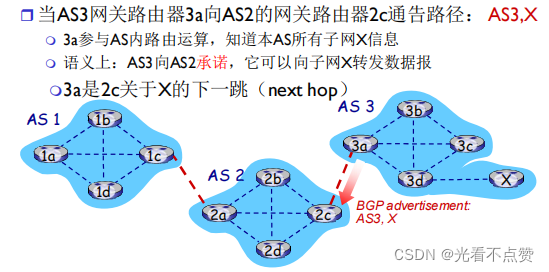 当AS3网关路由器3a向AS2的网关路由器2c通告路径： AS3,X
3a参与AS内路由运算，知道本AS所有子网X信息
语义上：AS3向AS2承诺，它可以向子网X转发数据报
3a是2c关于X的下一跳（next hop）
AS 1
1b
1a
1c
1d
AS 2
2b
2a
2c
2d
AS 3
3b
3a
3c
3d
X
BGP advertisement:
AS3, X
CSDN @光看不点赞